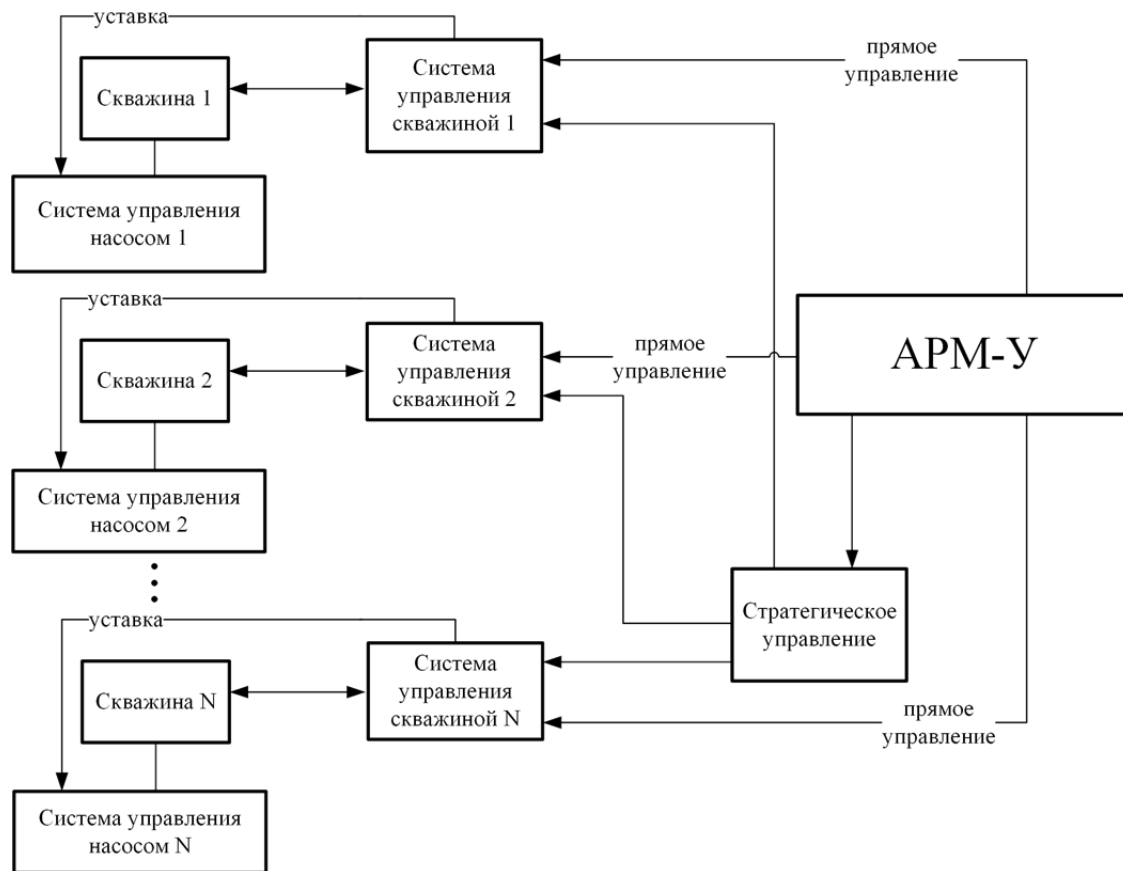 уставка
Скважина 1
Система
управления
скважиной 1
прямое
управление
Система управления
насосом 1
уставка
Скважина 2
Система
управления
скважиной 2
прямое
управление
АРМ-У
Система управления
насосом 2
уставка
Скважина N
Система
управления
скважиной N
Стратегическое
управление
прямое
управление
Система управления
насосом N